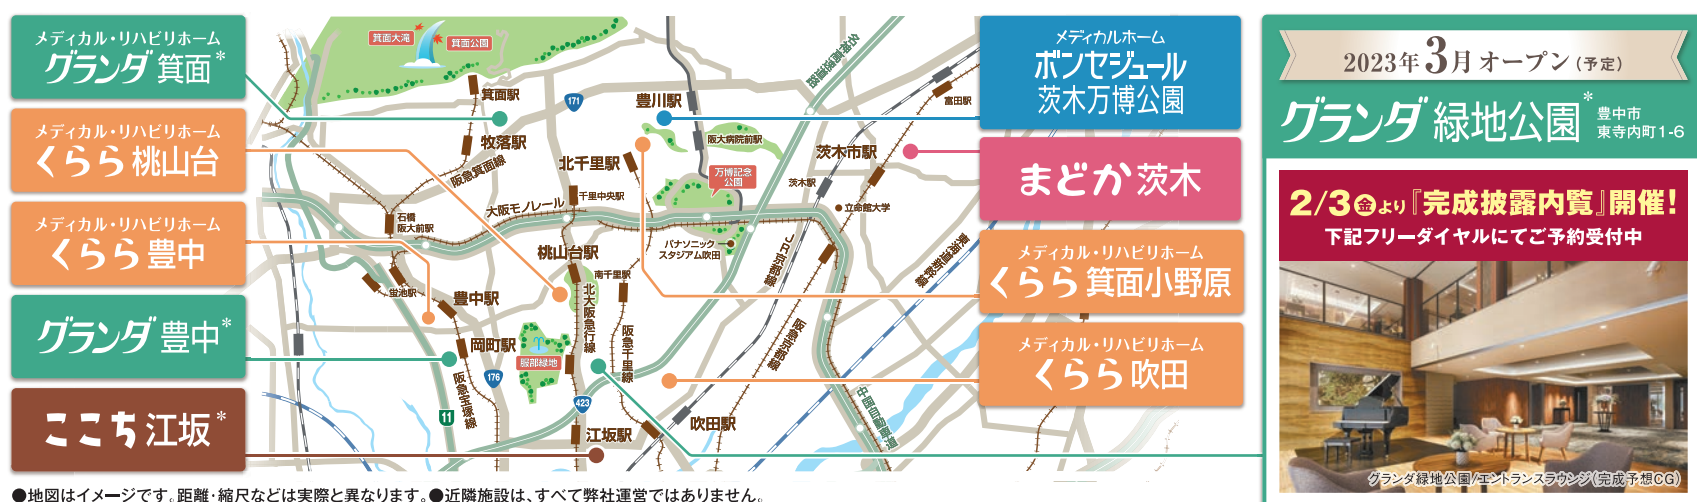 メディカル・リハビリホーム
グランダ 箕面*
メディカル・リハビリホーム
くらら 桃山台
メディカル・リハビリホーム
くらら 豊中
グランダ 豊中*
ここち 江坂*
箕面大滝
箕面公園
箕面駅
171
豊川駅
名神高速道路
富田駅
牧落駅
阪急箕面線
北千里駅
阪大病院前駅
茨木市駅
万博記念
公園
茨木駅
千里中央駅
大阪モノレール
立命館大学
石橋
阪大前駅
桃山台駅
パナソニック
スタジアム吹田
JR京都線
東海道新幹線
南千里駅
蛍池駅
豊中駅
北大阪急行線
岡町駅
服部緑地
阪急千里線
阪急京都線
176
阪急宝塚線
11
423
中国自動車道
江坂駅
吹田駅
メディカルホーム
ボンセジュール
茨木万博公園
まどか 茨木
メディカル・リハビリホーム
くらら 箕面小野原
メディカル・リハビリホーム
くらら 吹田
2023年3月オープン(予定)
グランダ 緑地公園*
豊中市
東寺内町1-6
2/3金より『完成披露内覧』開催!
下記フリーダイヤルにてご予約受付中
グランダ緑地公園/エントランスラウンジ(完成予想CG)
●地図はイメージです。距離・縮尺などは実際と異なります。●近隣施設は、すべて弊社運営ではありません。